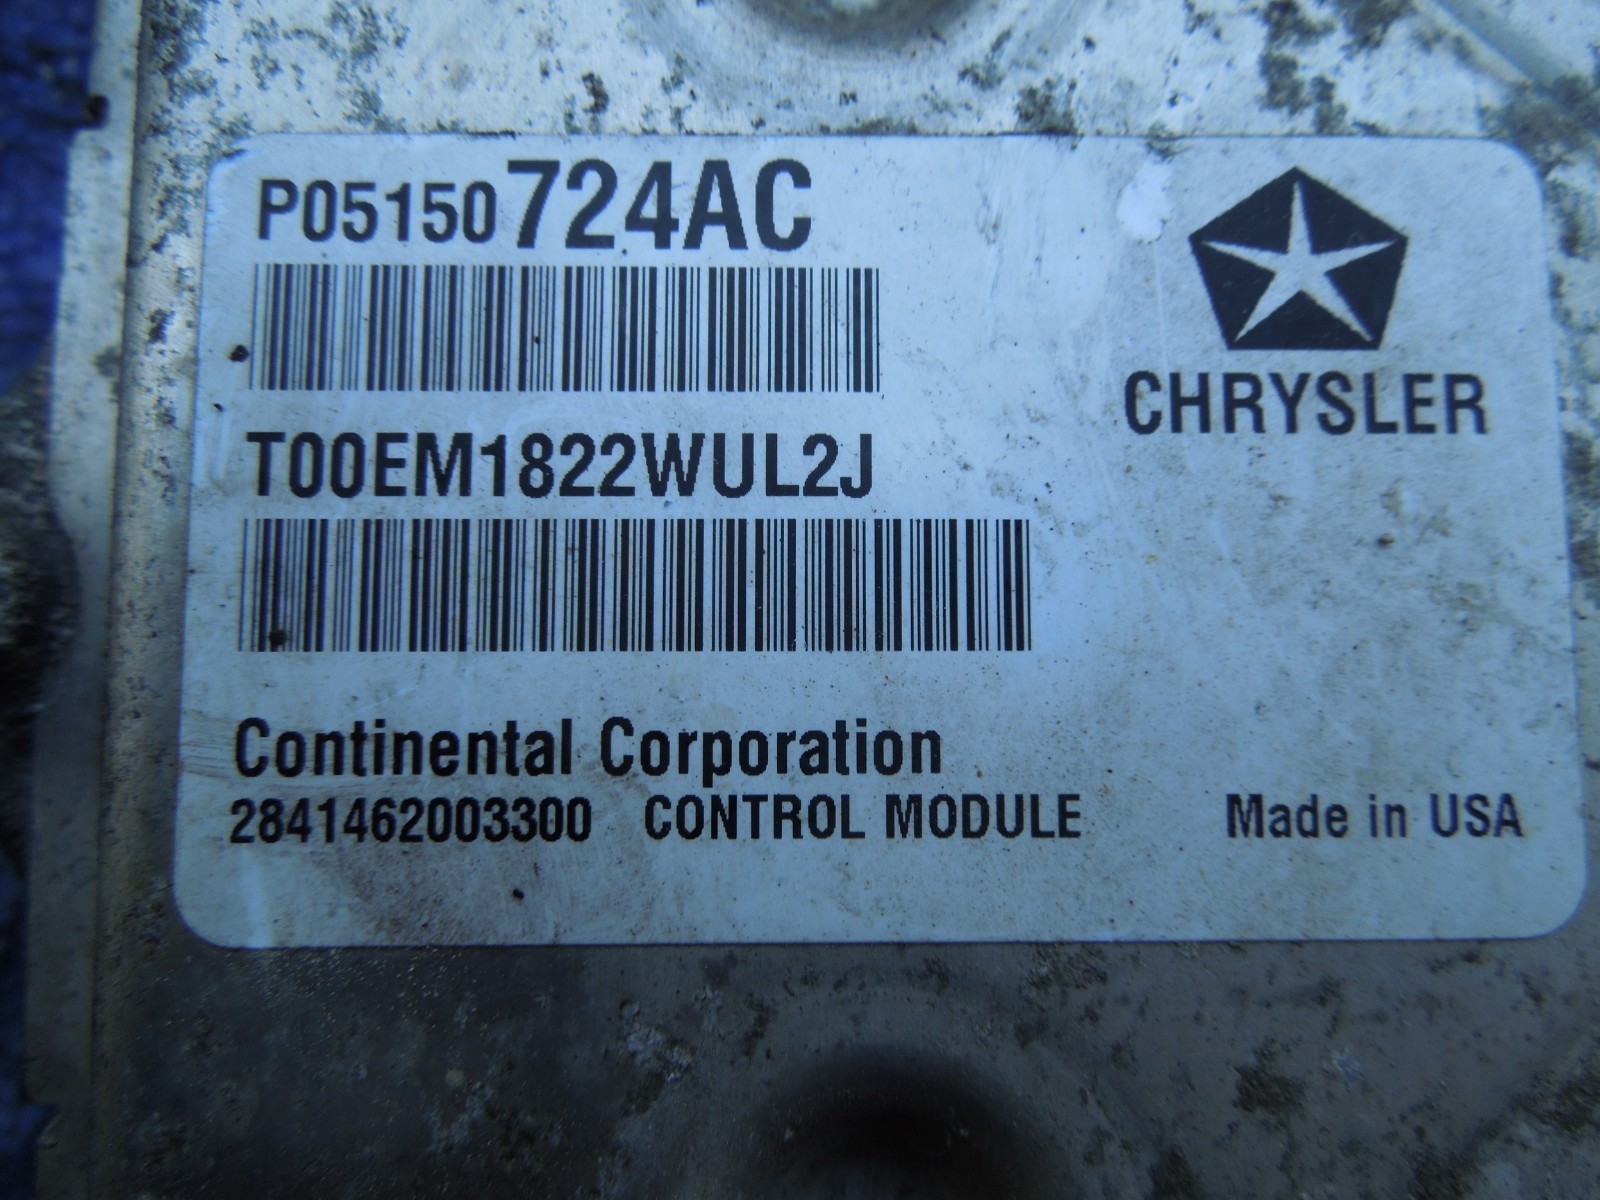 P05150724AC
CHRYSLER
T00EM1822WUL2J
Continental Corporation
2841462003300 CONTROL MODULE Made in USA